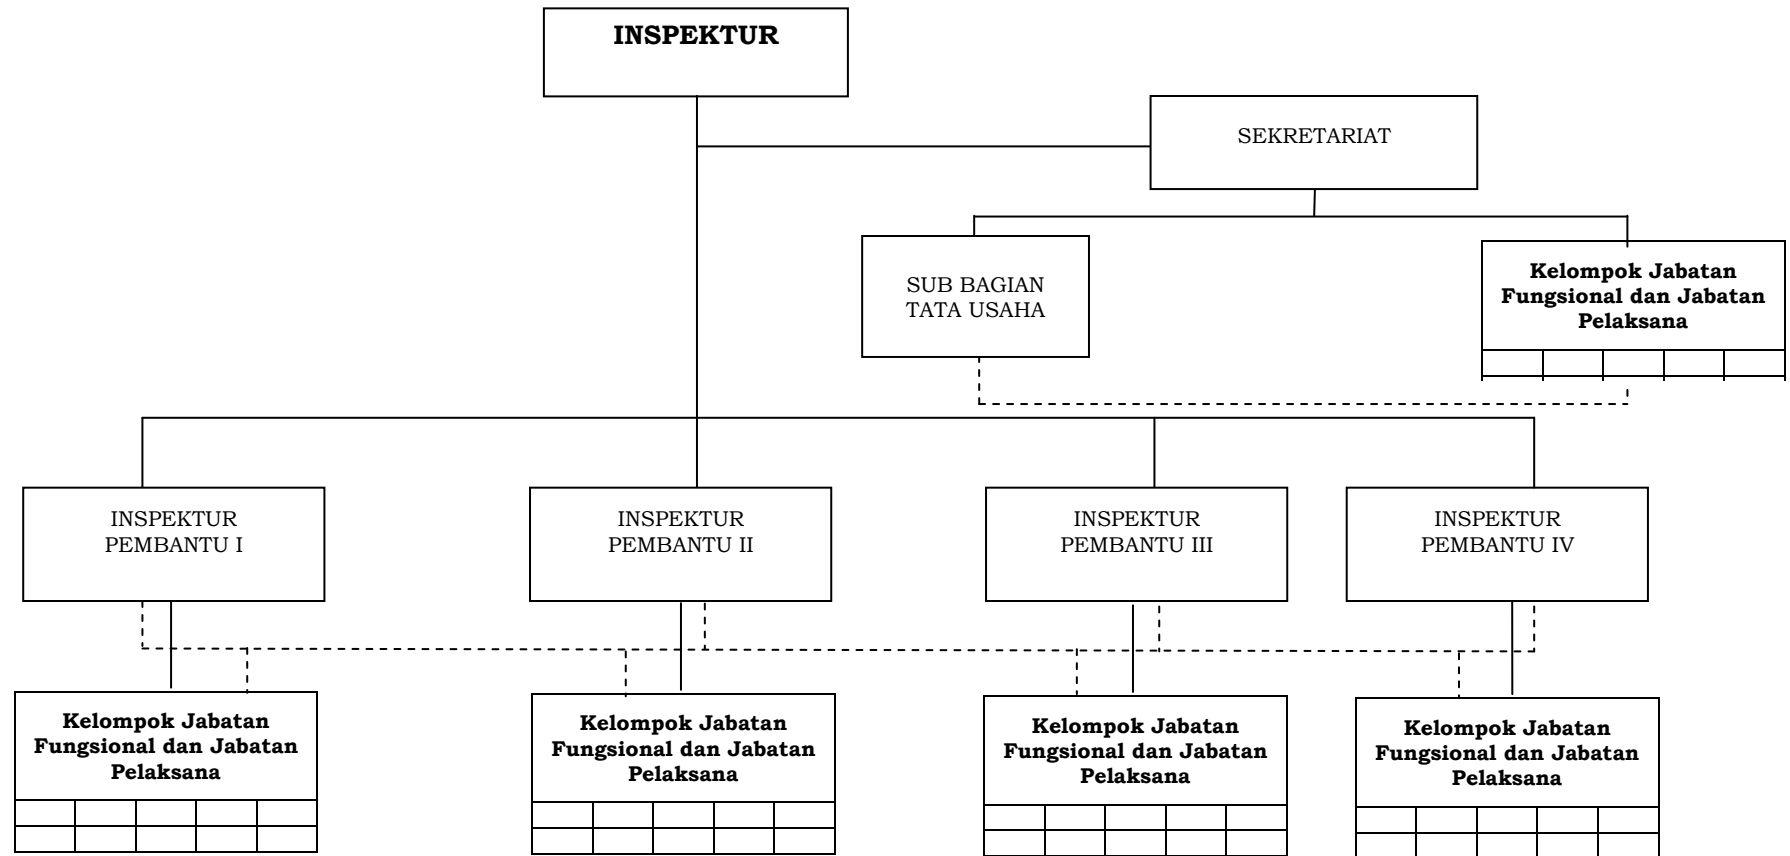 INSPEKTUR
SEKRETARIAT
SUB BAGIAN
TATA USAHA
Kelompok Jabatan
Fungsional dan Jabatan
Pelaksana
INSPEKTUR
PEMBANTU I
INSPEKTUR
PEMBANTU II
INSPEKTUR
PEMBANTU III
INSPEKTUR
PEMBANTU IV
Kelompok Jabatan
Fungsional dan Jabatan
Pelaksana
Kelompok Jabatan
Fungsional dan Jabatan
Pelaksana
Kelompok Jabatan
Fungsional dan Jabatan
Pelaksana
Kelompok Jabatan
Fungsional dan Jabatan
Pelaksana